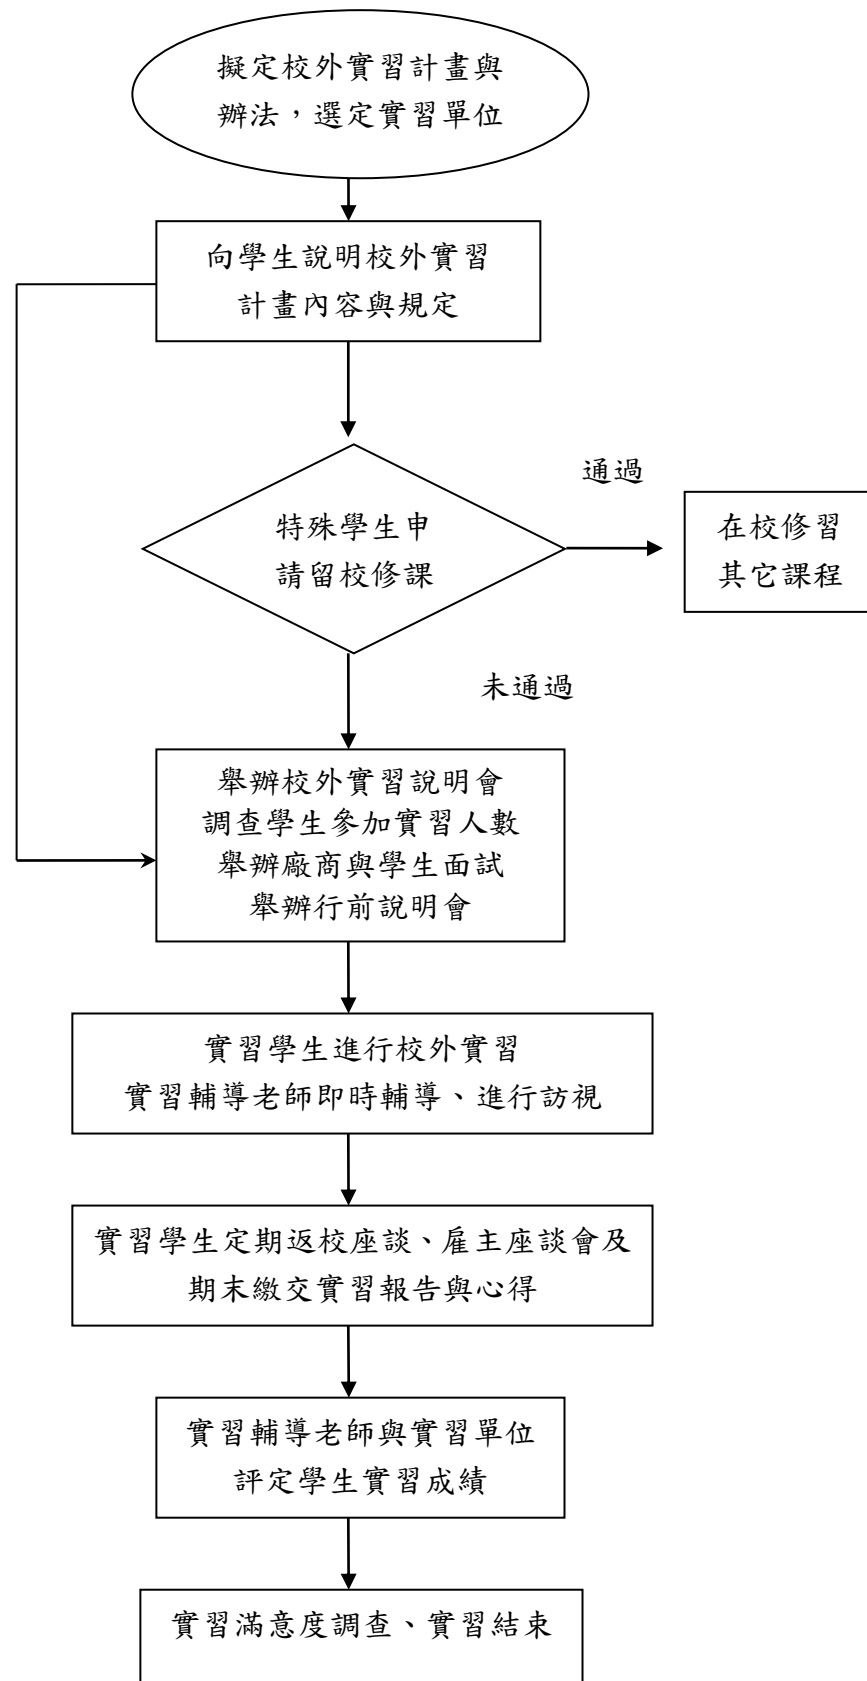 擬定校外實習計畫與
辦法，選定實習單位
向學生說明校外實習
計畫內容與規定
特殊學生申
請留校修課
通過
在校修習
其它課程
未通過
舉辦校外實習說明會
調查學生參加實習人數
舉辦廠商與學生面試
舉辦行前說明會
實習學生進行校外實習
實習輔導老師即時輔導、進行訪視
實習學生定期返校座談、雇主座談會及
期末繳交實習報告與心得
實習輔導老師與實習單位
評定學生實習成績
實習滿意度調查、實習結束